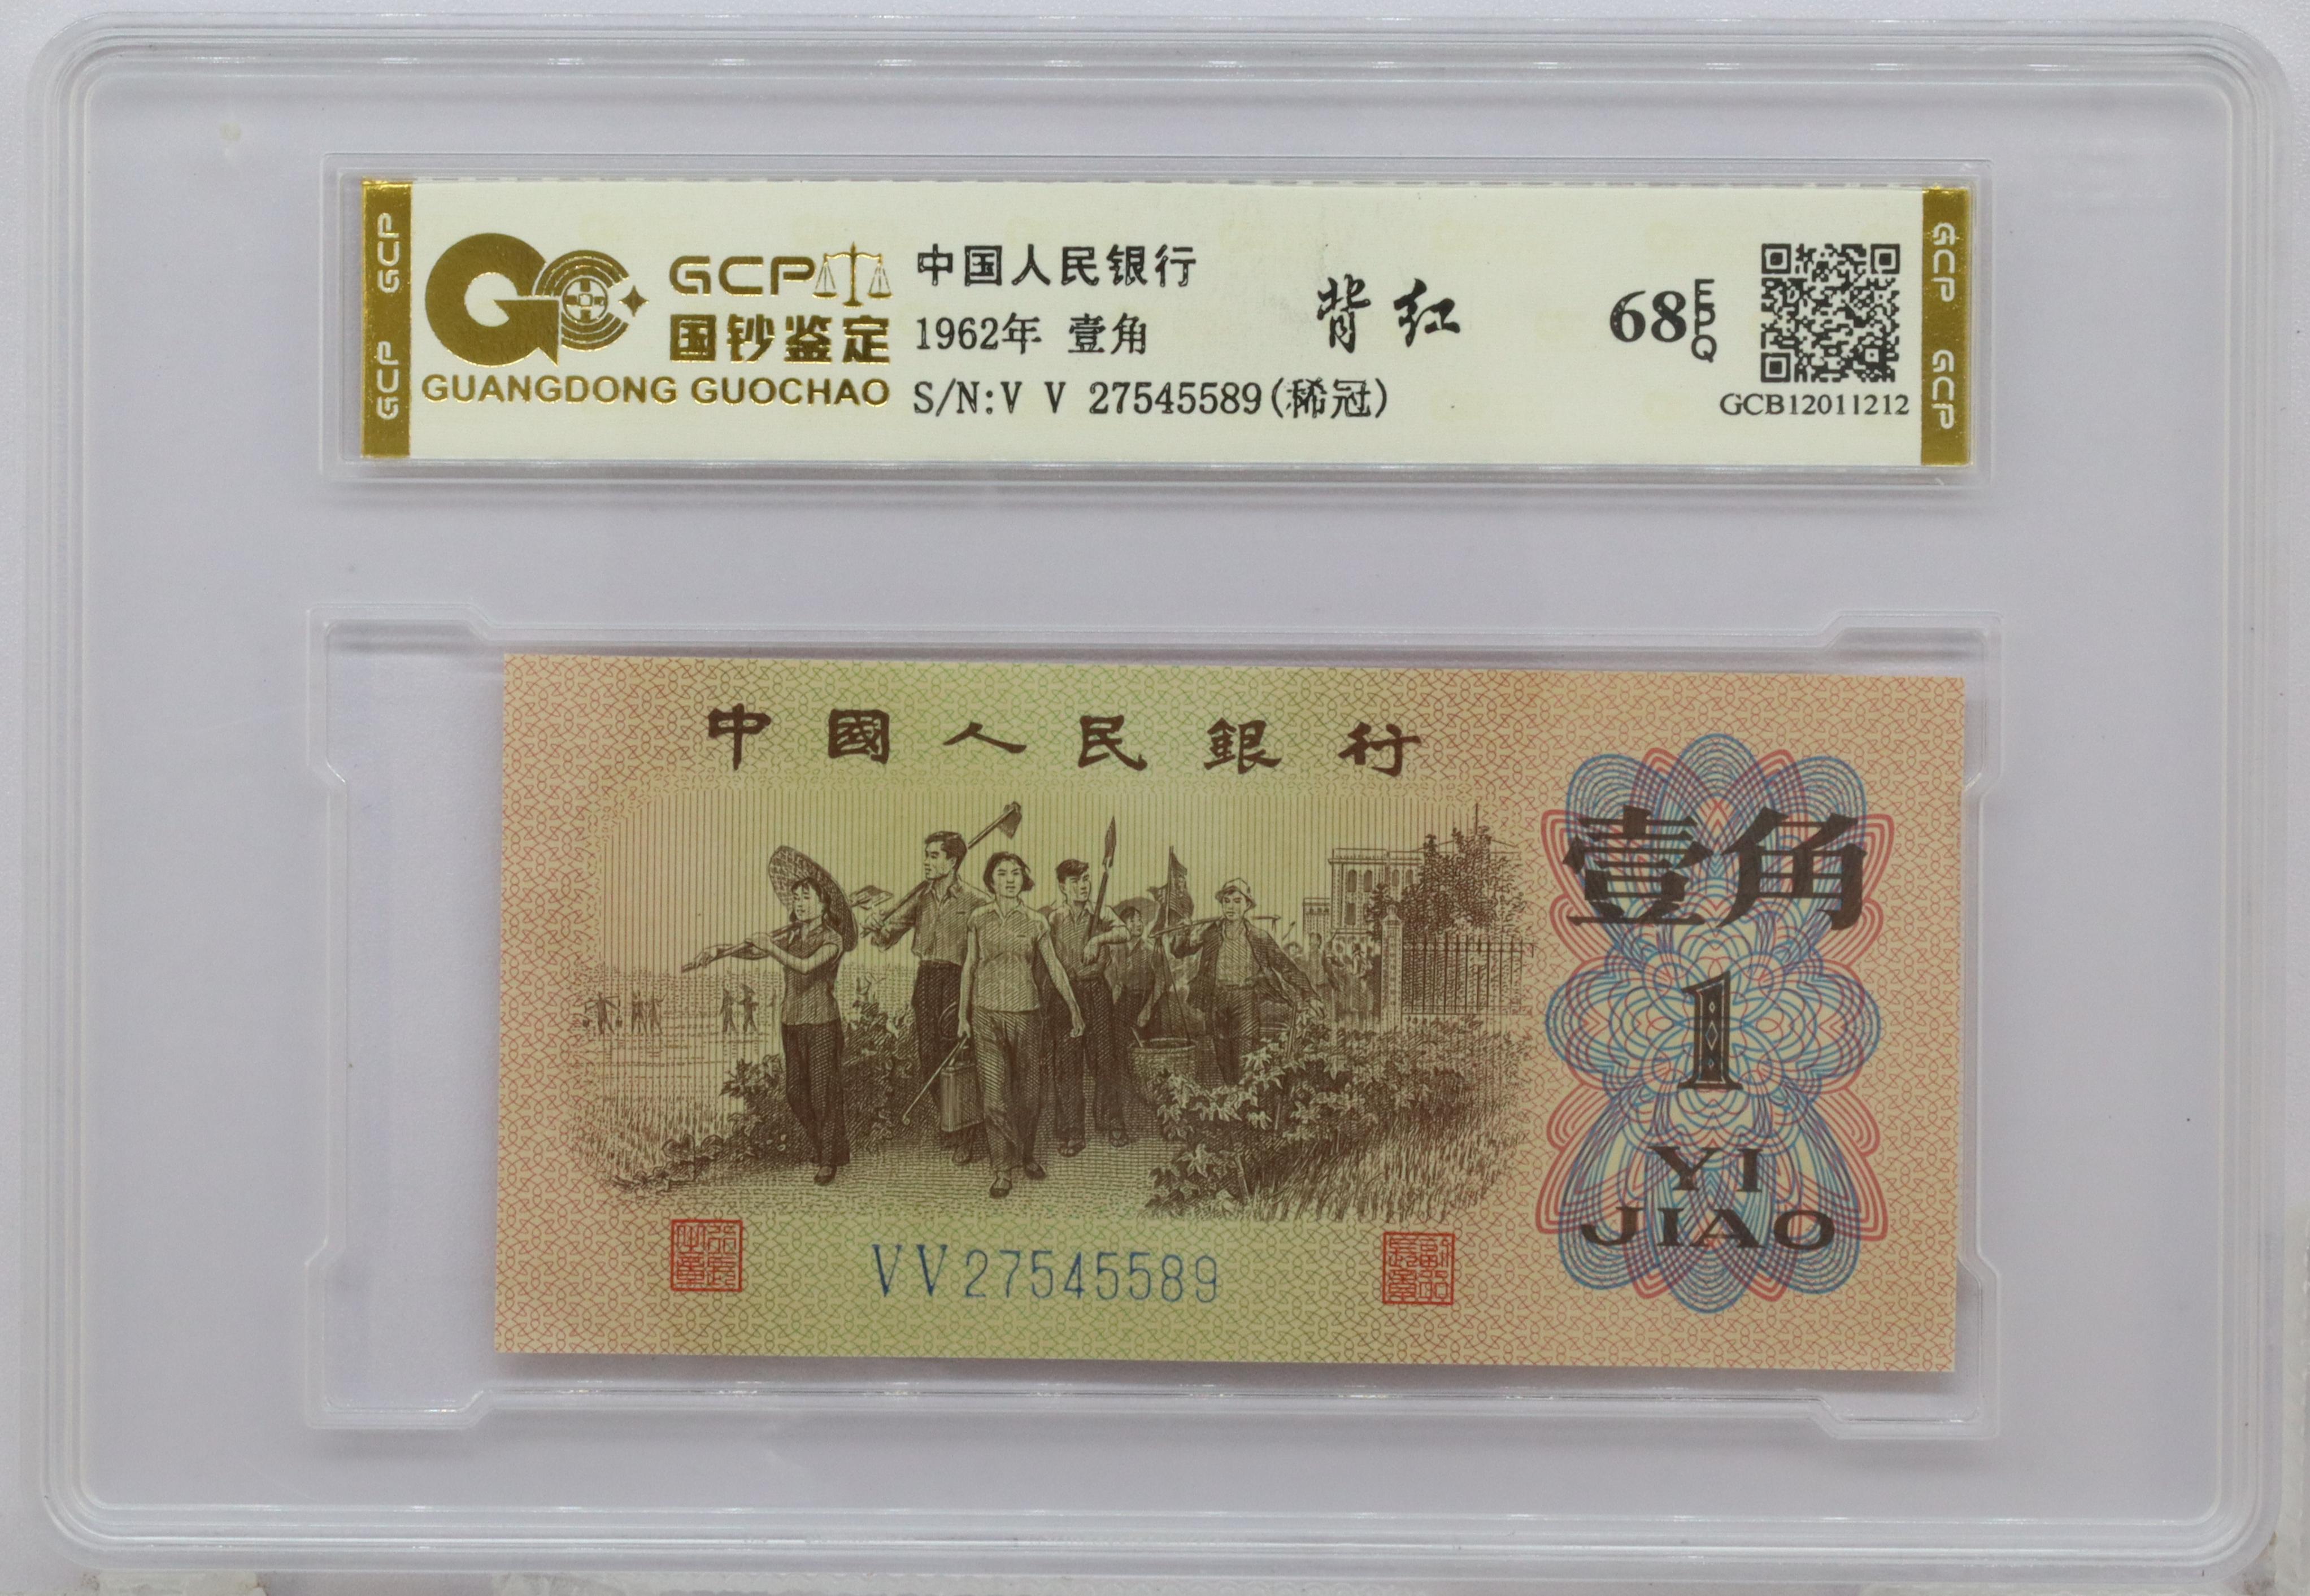 GCP GCP
GCP
国钞鉴定
GUANGDONG GUOCHAO
中国人民银行
1962年 壹角
S/N:V V 27545589(稀冠)
背红
68 EPQ
GCB12011212
GCP GCP
中國人民銀行
壹角
1
YI
JIAO
VV27545589